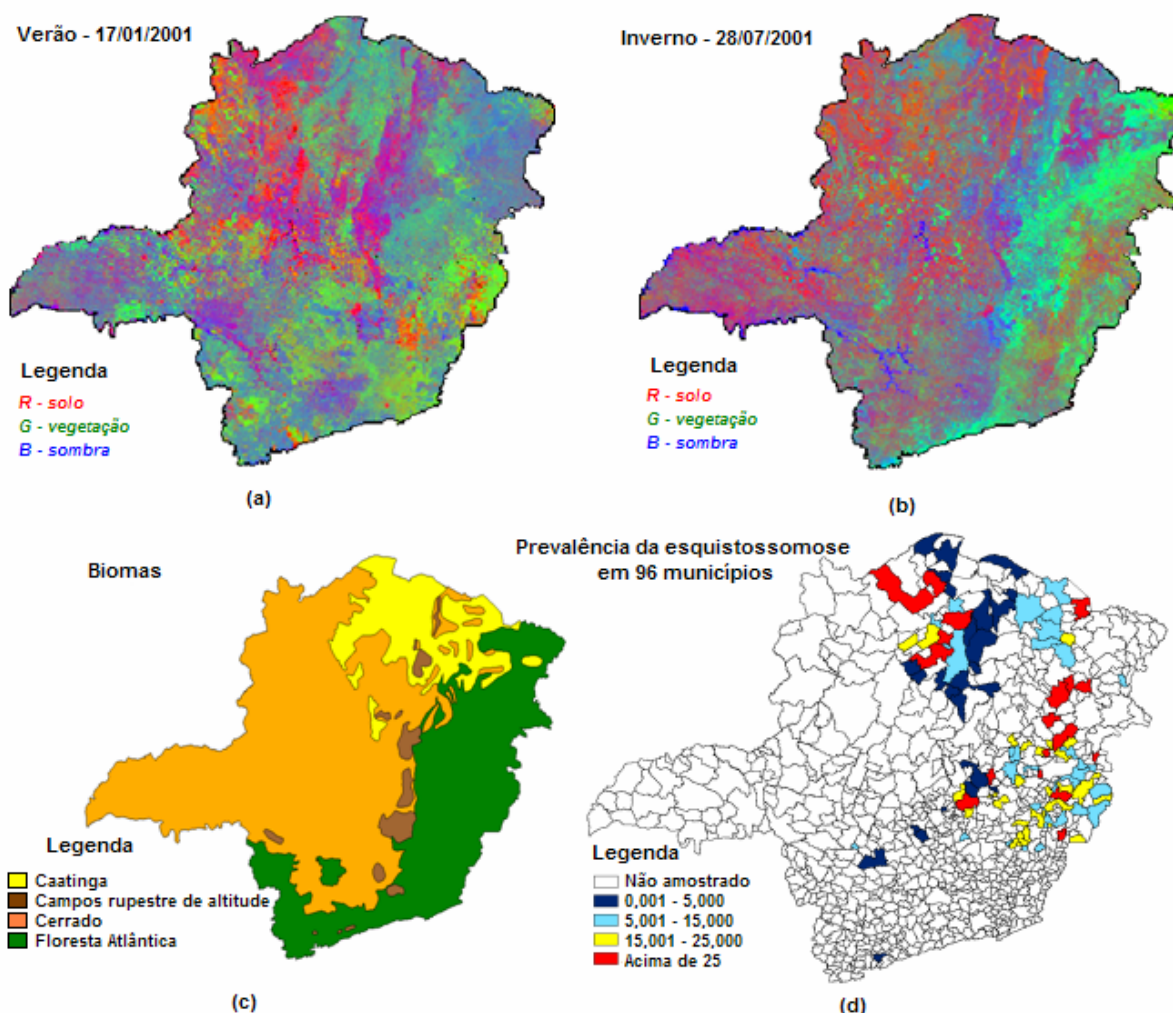 Verão - 17/01/2001
Legenda
R - solo
G - vegetação
B - sombra
(a)
Inverno - 28/07/2001
Legenda
R - solo
G - vegetação
B - sombra
(b)
Biomas
Legenda
Caatinga
Campos rupestre de altitude
Cerrado
Floresta Atlântica
(c)
Prevalência da esquistossomose
em 96 municípios
Legenda
Não amostrado
0,001 - 5,000
5,001 - 15,000
15,001 - 25,000
Acima de 25
(d)